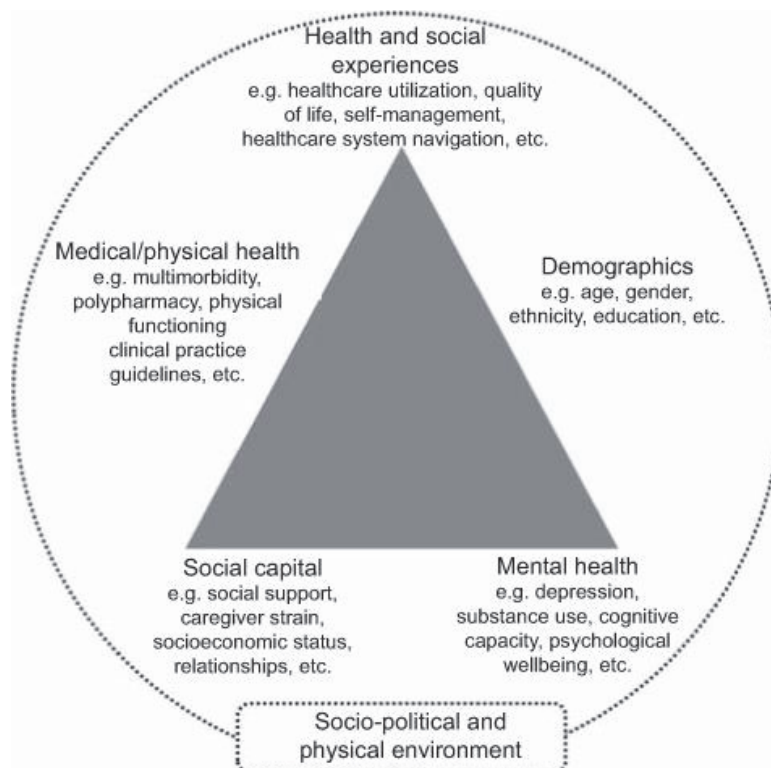 Health and social
experiences
e.g. healthcare utilization, quality
of life, self-management,
healthcare system navigation, etc.
Medical/physical health
e.g. multimorbidity,
polypharmacy, physical
functioning
clinical practice
guidelines, etc.
Demographics
e.g. age, gender,
ethnicity, education, etc.
Social capital
e.g. social support,
caregiver strain,
socioeconomic status,
relationships, etc.
Mental health
e.g. depression,
substance use, cognitive
capacity, psychological
wellbeing, etc.
Socio-political and
physical environment